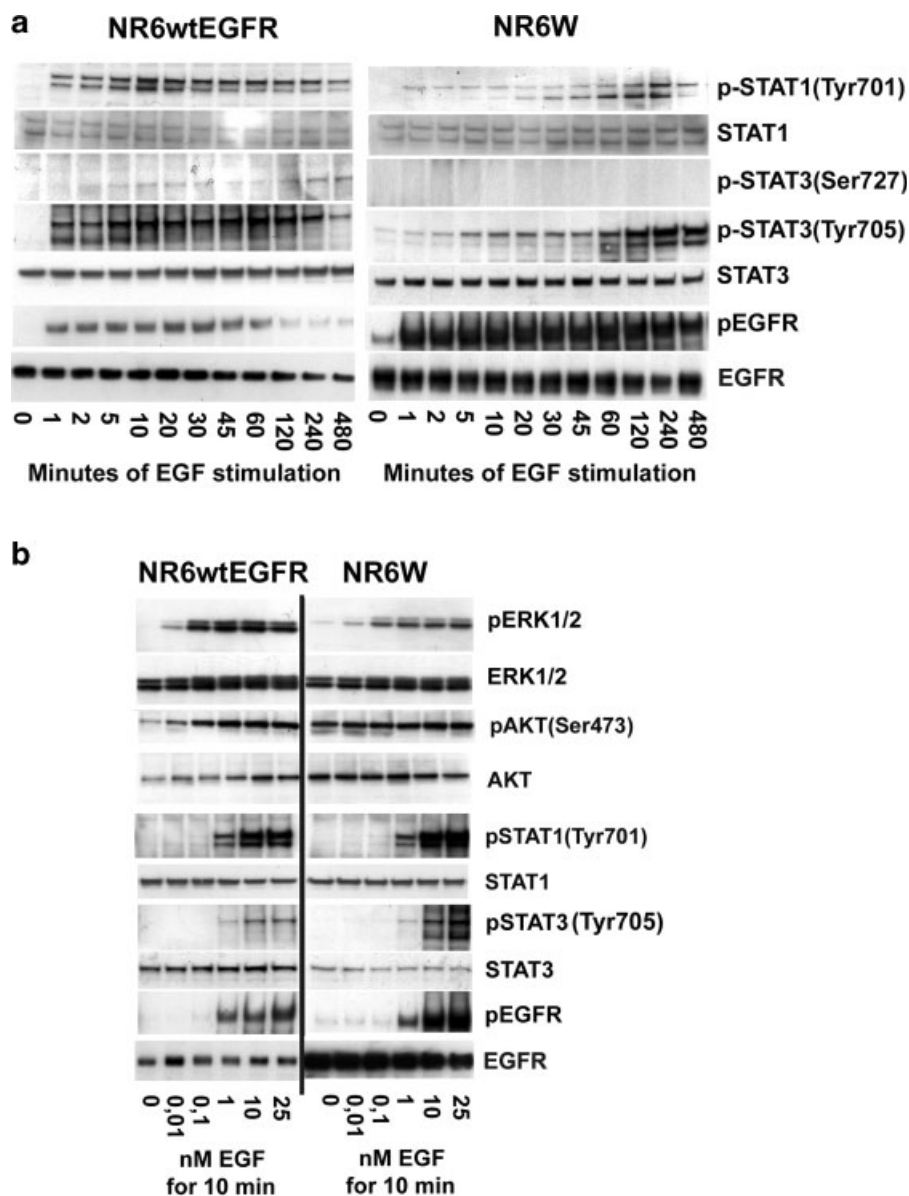 a
NR6wtEGFR NR6W
p-STAT1(Tyr701)
STAT1
p-STAT3(Ser727)
p-STAT3(Tyr705)
STAT3
pEGFR
EGFR
0 1 2 5 10 20 30 45 60 120 240 480 0 1 2 5 10 20 30 45 60 120 240 480
Minutes of EGF stimulation Minutes of EGF stimulation
b
NR6wtEGFR NR6W
pERK1/2
ERK1/2
pAKT(Ser473)
AKT
pSTAT1(Tyr701)
STAT1
pSTAT3(Tyr705)
STAT3
pEGFR
EGFR
0 0,01 0,1 1 10 25 0 0,01 0,1 1 10 25
nM EGF nM EGF
for 10 min for 10 min